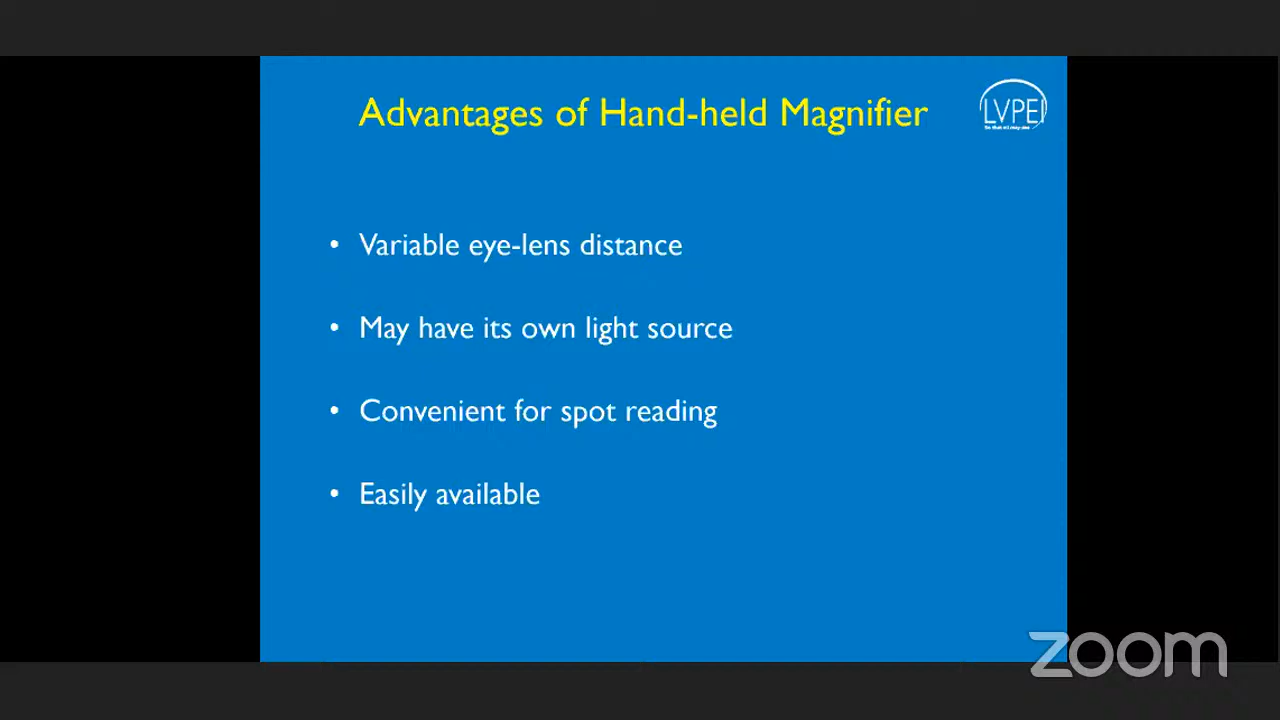 Advantages of Hand-held Magnifier
LVPEI
• Variable eye-lens distance
• May have its own light source
• Convenient for spot reading
• Easily available
zoom